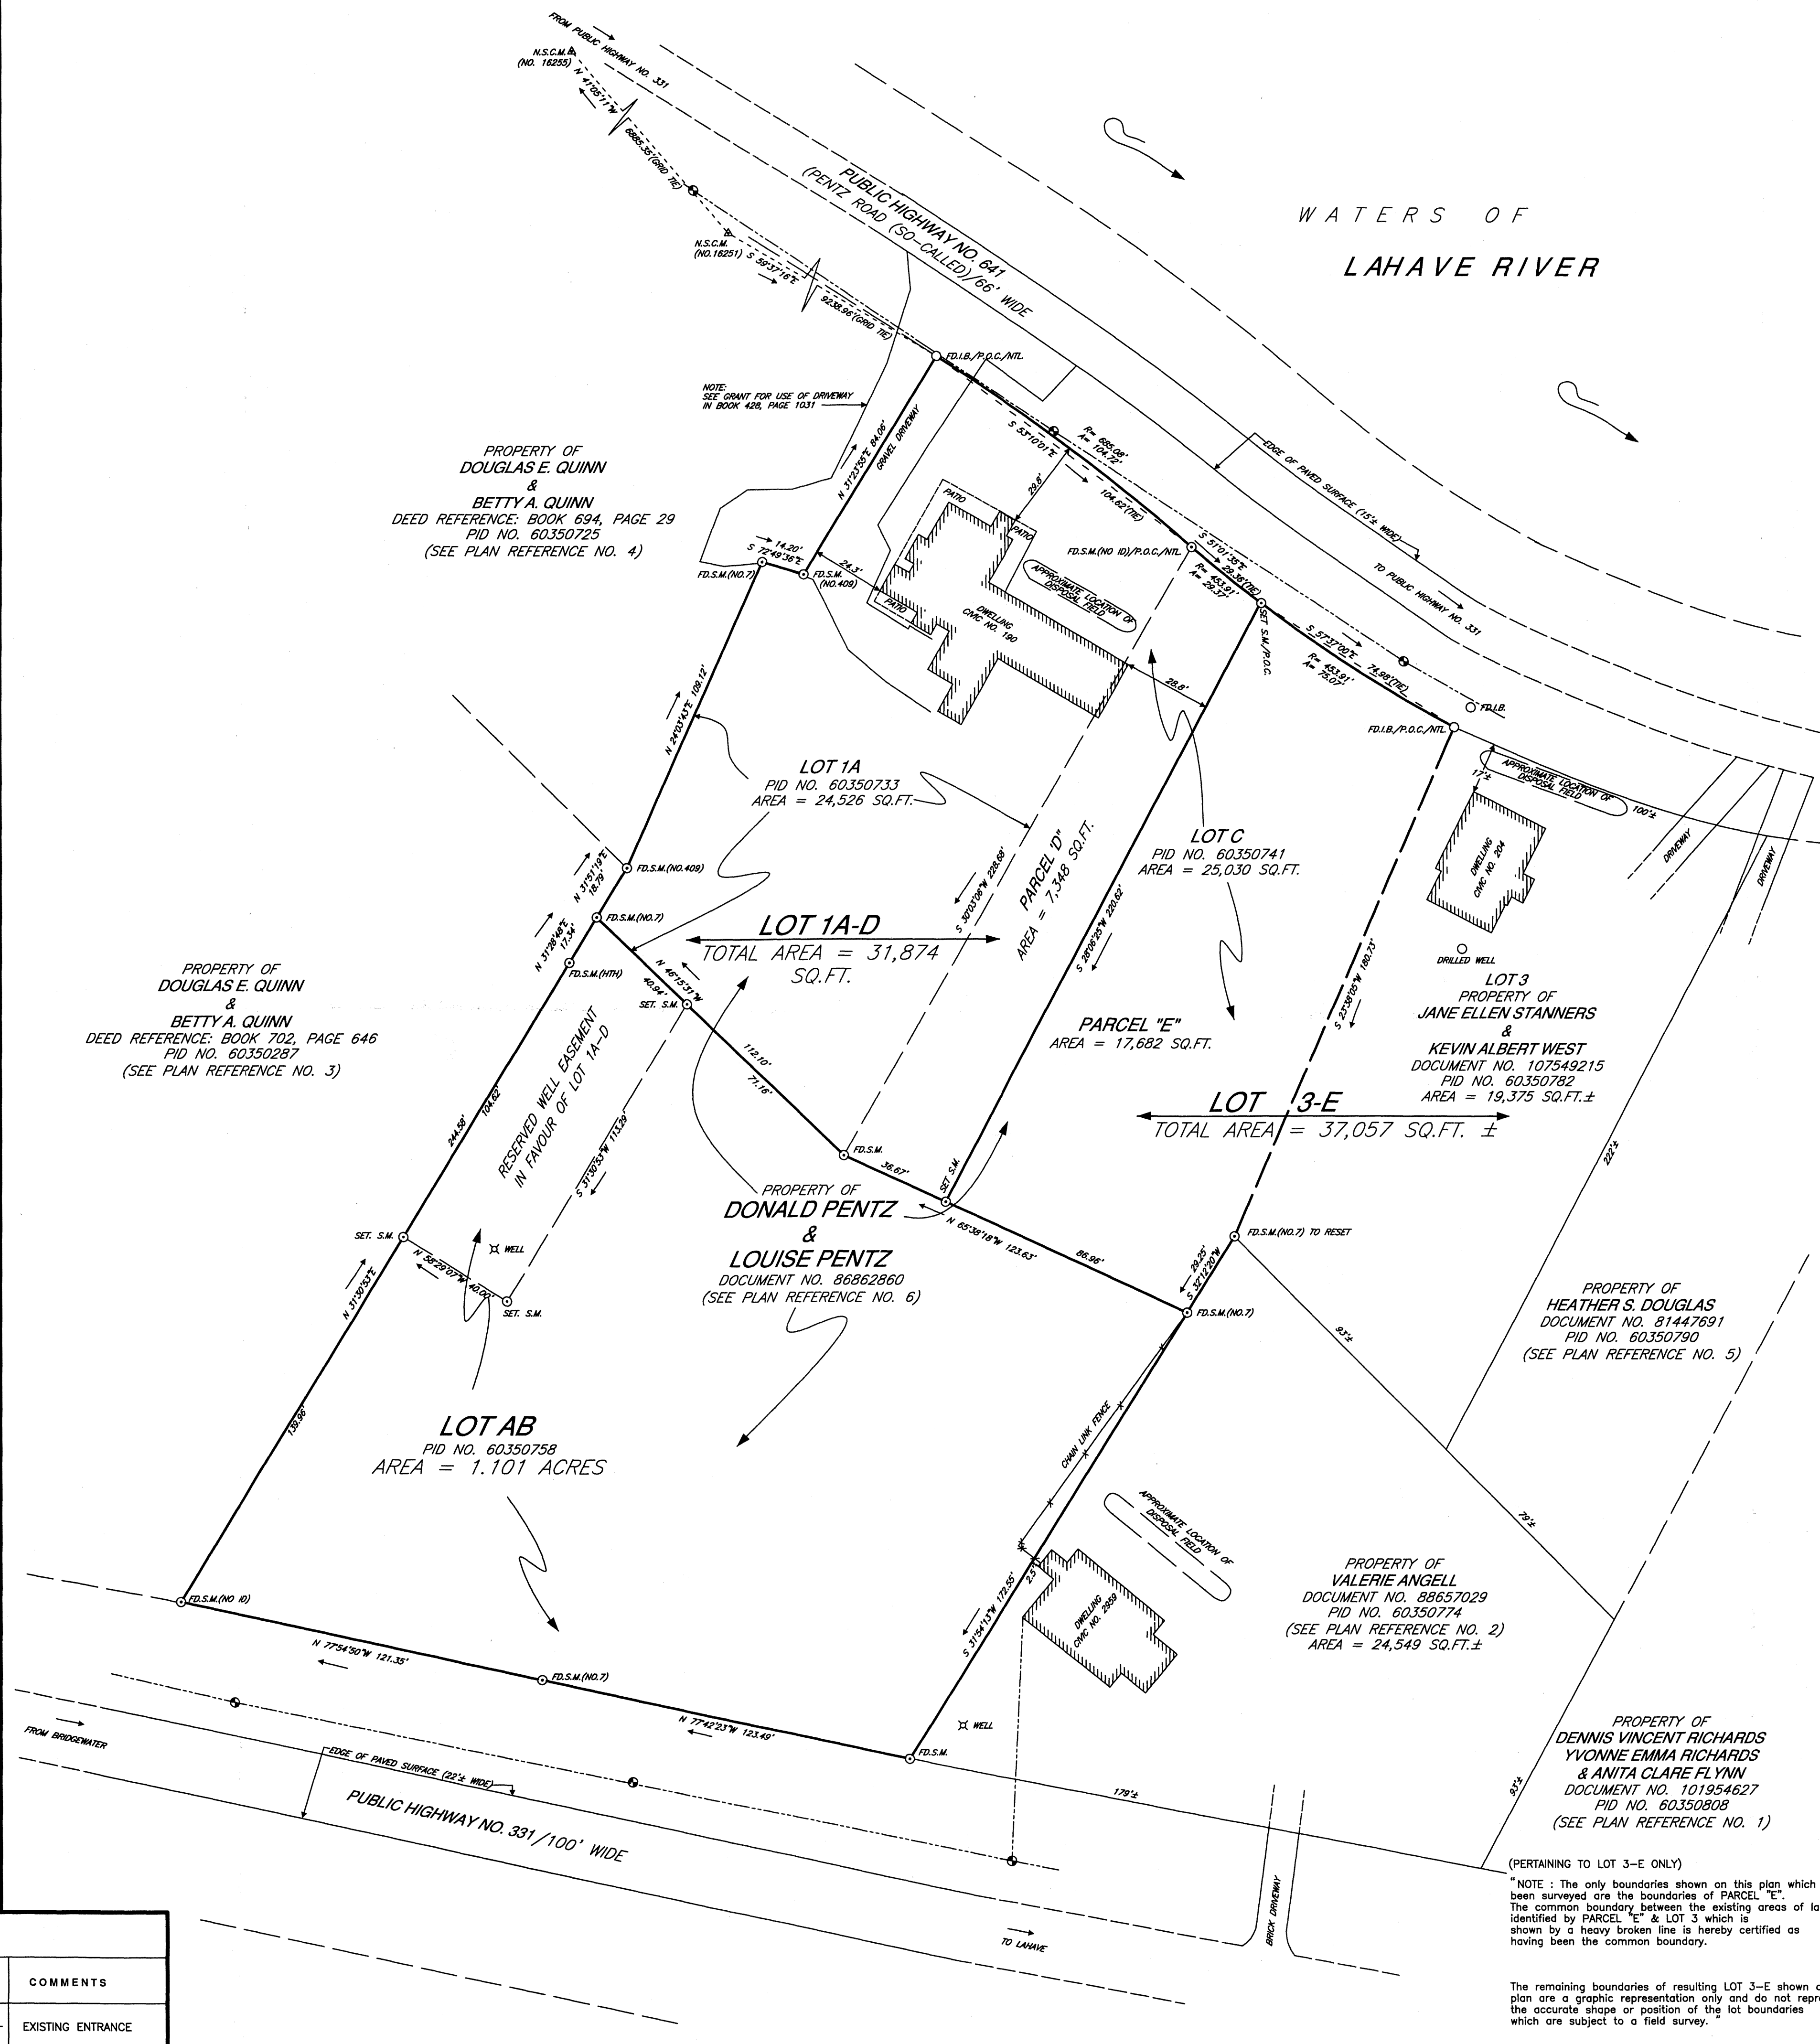 FROM PUBLIC HIGHWAY NO. 331
N.S.C.M.
(NO. 16255)
N 41°05'11"W
6885.35'(GRID TIE)
N.S.C.M.
(NO.16251)
S 59°37'16"E
9238.96'(GRID TIE)
PUBLIC HIGHWAY NO. 641
(PENTZ ROAD (SO-CALLED)/66' WIDE
WATERS OF
LAHAVE RIVER
FD.I.B./P.O.C./NTL.
NOTE:
SEE GRANT FOR USE OF DRIVEWAY
IN BOOK 428, PAGE 1031
N 31°23'55"E 84.06'
GRAVEL DRIVEWAY
S 53°10'01"E
104.62'(TIE)
R= 685.08'
A= 104.72'
29.8'
EDGE OF PAVED SURFACE (15'± WIDE)
TO PUBLIC HIGHWAY NO. 331
PROPERTY OF
DOUGLAS E. QUINN
&
BETTY A. QUINN
DEED REFERENCE: BOOK 694, PAGE 29
PID NO. 60350725
(SEE PLAN REFERENCE NO. 4)
14.20'
S 72°49'36"E
FD.S.M.(NO.7)
FD.S.M.
(NO.409)
24.3'
PATIO
PATIO
PATIO
DWELLING
CIVIC NO. 190
APPROXIMATE LOCATION OF
DISPOSAL FIELD
FD.S.M.(NO ID)/P.O.C./NTL.
S 51°01'35"E
29.36'(TIE)
R= 453.91'
A= 29.37'
SET S.M./P.O.C.
S 57°37'00"E
74.98'(TIE)
R= 453.91'
A= 75.07'
28.8'
FD.I.B.
FD.I.B./P.O.C./NTL.
17'±
APPROXIMATE LOCATION OF
DISPOSAL FIELD
100'±
DRIVEWAY
DRIVEWAY
DWELLING
CIVIC NO. 204
DRILLED WELL
N 24°03'43"E 109.12'
LOT 1A
PID NO. 60350733
AREA = 24,526 SQ.FT.
S 30°03'06"W 228.68'
PARCEL "D"
AREA = 7,348 SQ.FT.
LOT C
PID NO. 60350741
AREA = 25,030 SQ.FT.
S 28°06'25"W 220.62'
S 23°38'05"W 180.73'
FD.S.M.(NO.409)
N 31°51'19"E
18.79'
FD.S.M.(NO.7)
N 31°28'48"E
17.34'
FD.S.M.(HTH)
N 46°15'31"W
40.94'
SET. S.M.
LOT 1A-D
TOTAL AREA = 31,874
SQ.FT.
112.10'
71.16'
PROPERTY OF
DOUGLAS E. QUINN
&
BETTY A. QUINN
DEED REFERENCE: BOOK 702, PAGE 646
PID NO. 60350287
(SEE PLAN REFERENCE NO. 3)
RESERVED WELL EASEMENT
IN FAVOUR OF LOT 1A-D
S 31°30'53"W 113.29'
244.58'
104.62'
PARCEL "E"
AREA = 17,682 SQ.FT.
LOT 3
PROPERTY OF
JANE ELLEN STANNERS
&
KEVIN ALBERT WEST
DOCUMENT NO. 107549215
PID NO. 60350782
AREA = 19,375 SQ.FT.±
LOT 3-E
TOTAL AREA = 37,057 SQ.FT. ±
222'±
FD.S.M.
36.67'
SET S.M.
N 65°38'18"W 123.63'
86.96'
PROPERTY OF
DONALD PENTZ
&
LOUISE PENTZ
DOCUMENT NO. 86862860
(SEE PLAN REFERENCE NO. 6)
FD.S.M.(NO.7) TO RESET
29.25'
S 32°12'20"W
FD.S.M.(NO.7)
SET. S.M.
WELL
N 58°29'07"W 40.00'
SET. S.M.
N 31°30'53"E
139.96'
93'±
PROPERTY OF
HEATHER S. DOUGLAS
DOCUMENT NO. 81447691
PID NO. 60350790
(SEE PLAN REFERENCE NO. 5)
LOT AB
PID NO. 60350758
AREA = 1.101 ACRES
CHAIN LINK FENCE
APPROXIMATE LOCATION OF
DISPOSAL FIELD
79'±
2.5'
S 31°54'13"W 172.55'
DWELLING
CIVIC NO. 2959
PROPERTY OF
VALERIE ANGELL
DOCUMENT NO. 88657029
PID NO. 60350774
(SEE PLAN REFERENCE NO. 2)
AREA = 24,549 SQ.FT.±
FD.S.M.(NO ID)
N 77°54'50"W 121.35'
FD.S.M.(NO.7)
N 77°42'23"W 123.49'
WELL
FD.S.M.
179'±
93'±
PROPERTY OF
DENNIS VINCENT RICHARDS
YVONNE EMMA RICHARDS
& ANITA CLARE FLYNN
DOCUMENT NO. 101954627
PID NO. 60350808
(SEE PLAN REFERENCE NO. 1)
FROM BRIDGEWATER
EDGE OF PAVED SURFACE (22'± WIDE)
PUBLIC HIGHWAY NO. 331/100' WIDE
TO LAHAVE
BRICK DRIVEWAY
(PERTAINING TO LOT 3-E ONLY)
"NOTE : The only boundaries shown on this plan which
been surveyed are the boundaries of PARCEL "E".
The common boundary between the existing areas of la
identified by PARCEL "E" & LOT 3 which is
shown by a heavy broken line is hereby certified as
having been the common boundary.
The remaining boundaries of resulting LOT 3-E shown o
plan are a graphic representation only and do not repr
the accurate shape or position of the lot boundaries
which are subject to a field survey. "
COMMENTS
EXISTING ENTRANCE